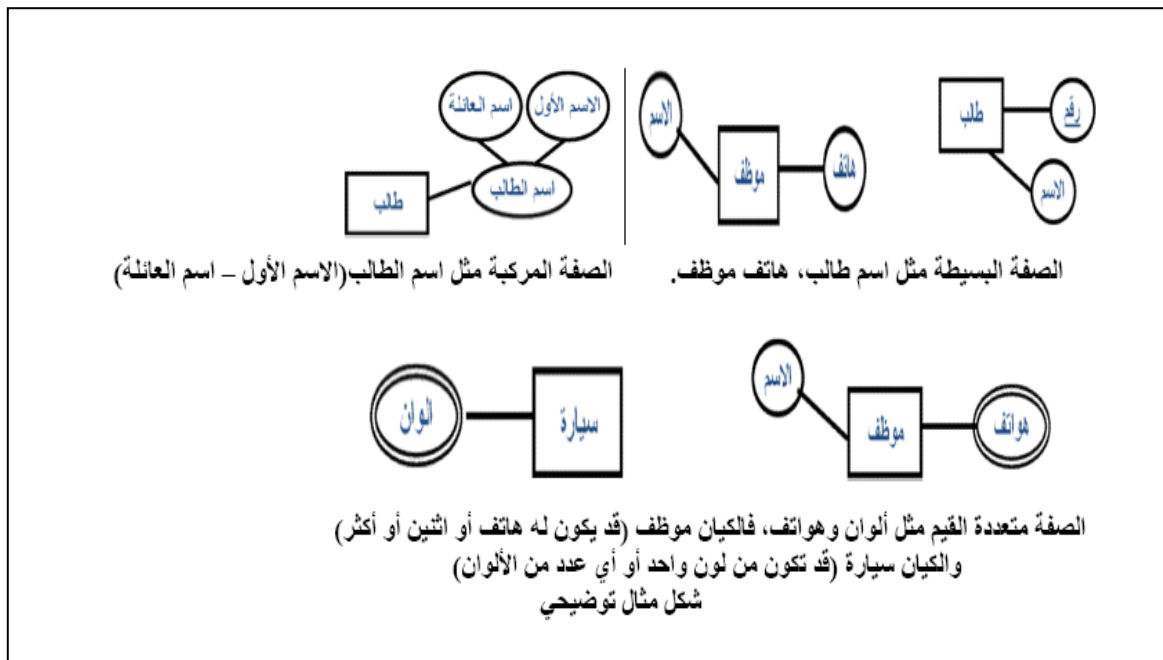 رقم
طالب
الاسم
الاسم
موظف
هاتف
الصفة البسيطة مثل اسم طالب، هاتف موظف.
الاسم الأول
اسم العائلة
اسم الطالب
طالب
الصفة المركبة مثل اسم الطالب(الاسم الأول – اسم العائلة)
هواتف
موظف
الاسم
سيارة
الوان
الصفة متعددة القيم مثل ألوان وهواتف، فالكيان موظف (قد يكون له هاتف أو اثنين أو أكثر)
والكيان سيارة (قد تكون من لون واحد أو أي عدد من الألوان)
شكل مثال توضيحي